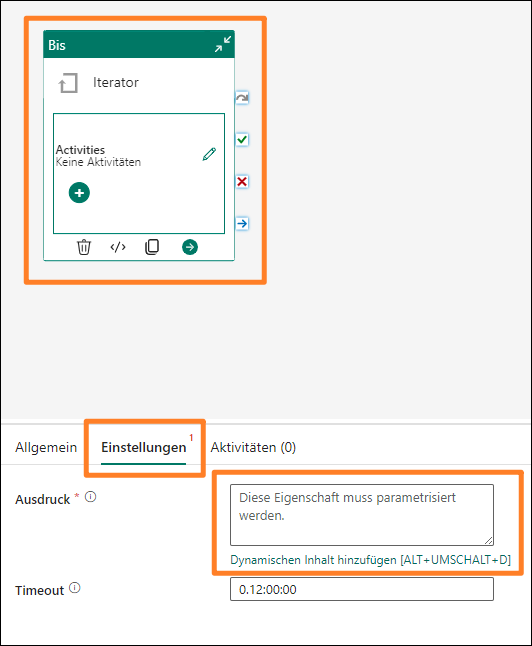 Bis
Iterator
Activities
Keine Aktivitäten
Allgemein Einstellungen 1 Aktivitäten (0)
Ausdruck * Diese Eigenschaft muss parametrisiert
werden.
Dynamischen Inhalt hinzufügen [ALT+UMSCHALT+D]
Timeout 0.12:00:00